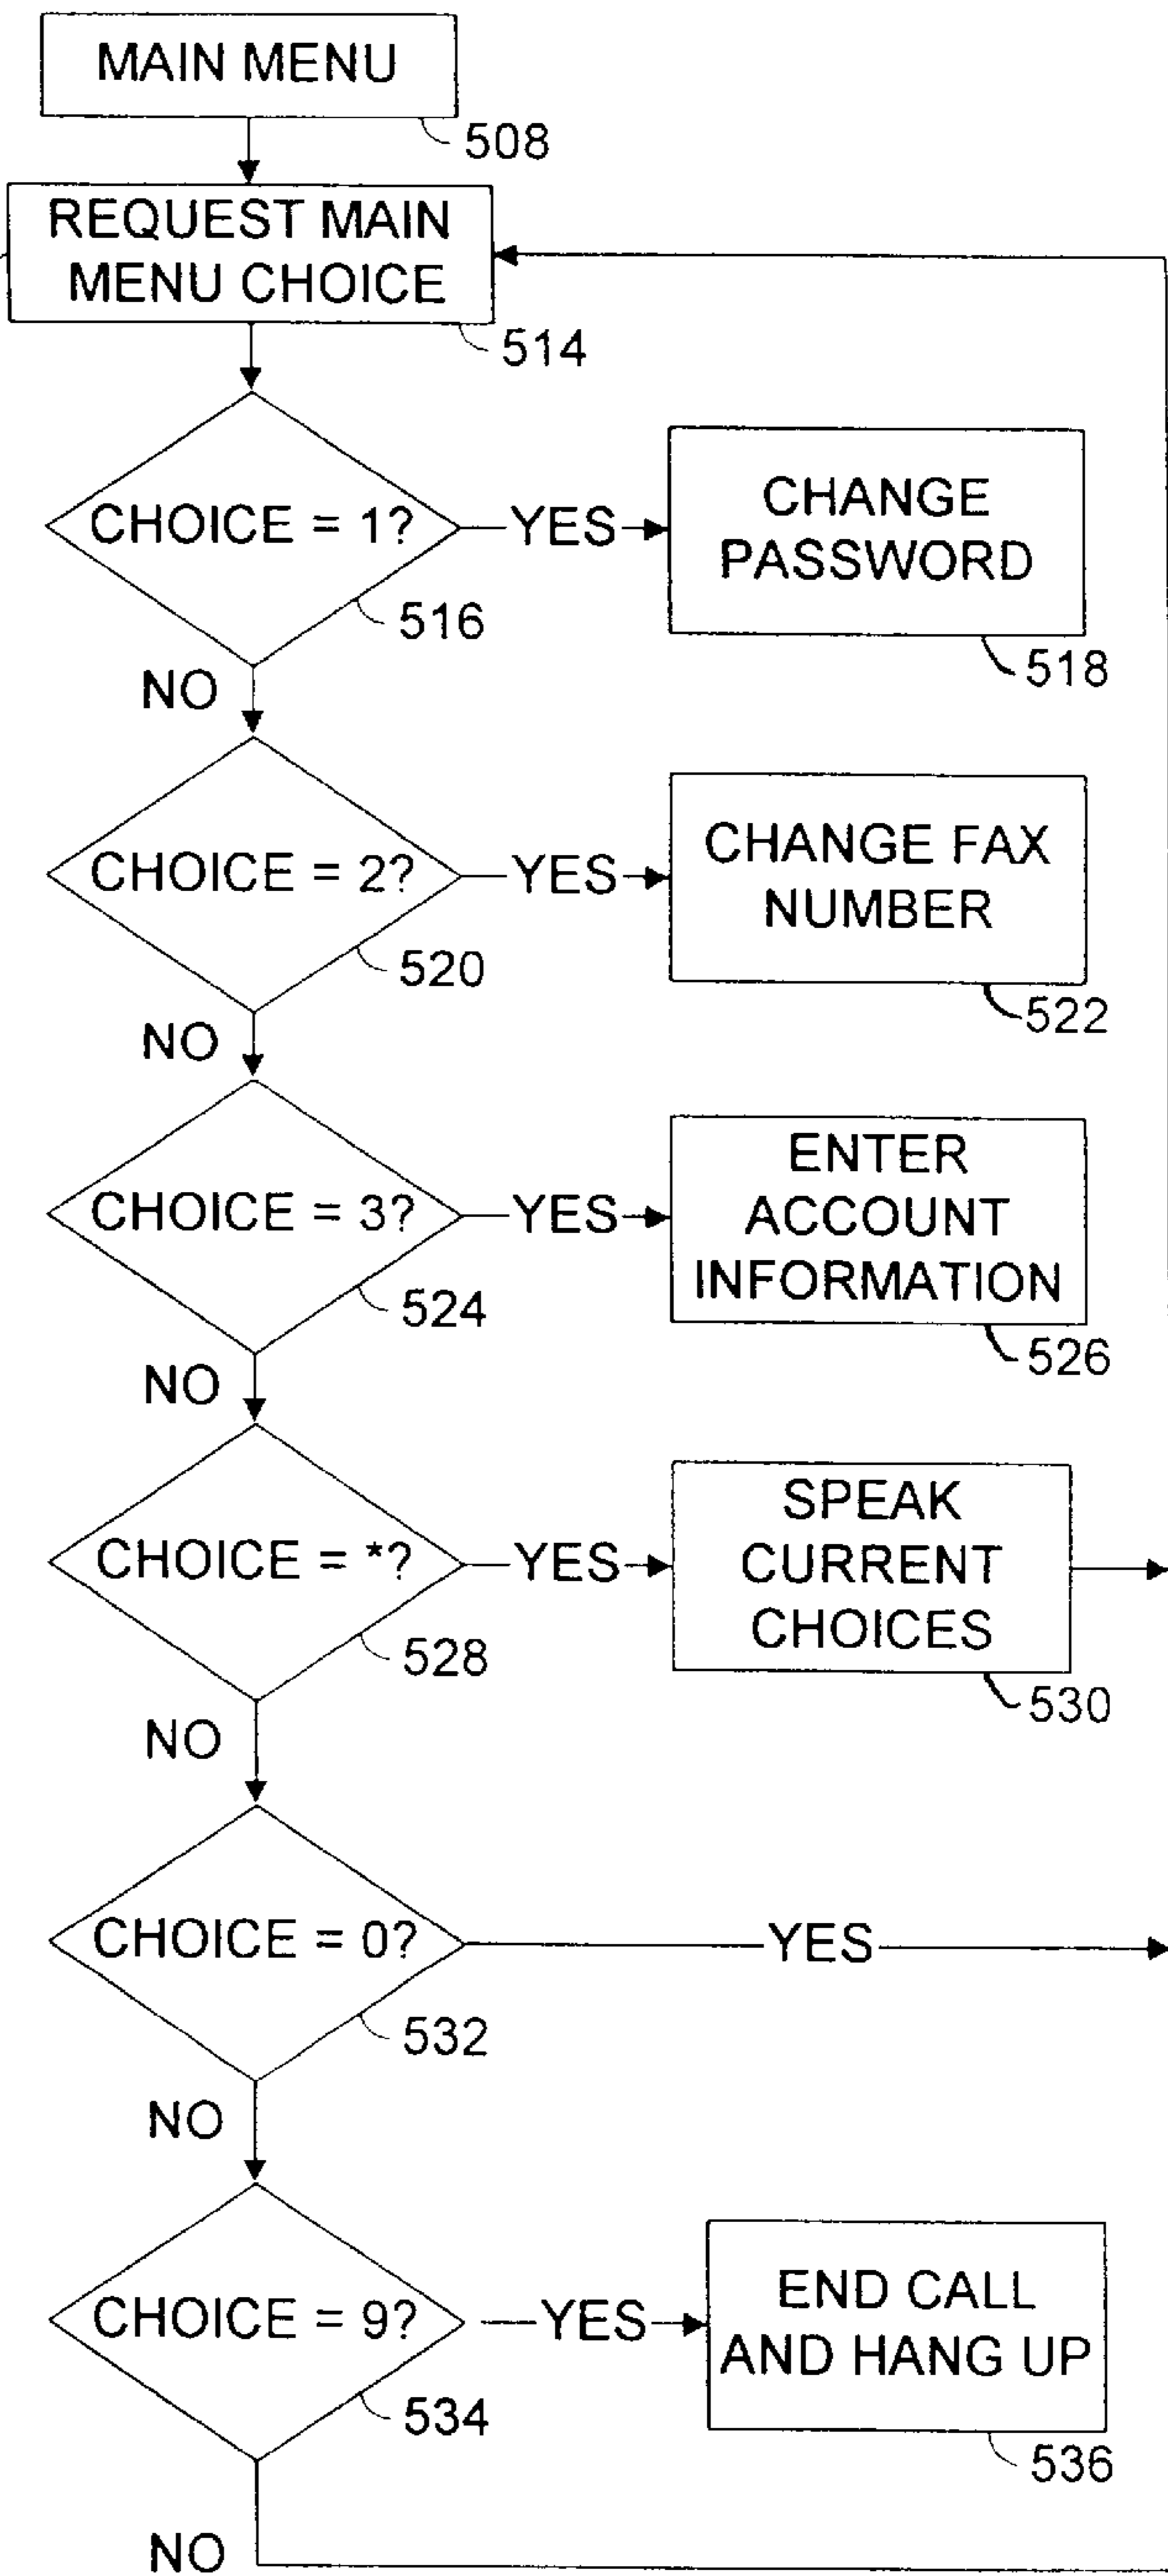 MAIN MENU
508
REQUEST MAIN
MENU CHOICE
514
CHOICE = 1?
YES
CHANGE
PASSWORD
516
518
NO
CHOICE = 2?
YES
CHANGE FAX
NUMBER
520
522
NO
CHOICE = 3?
YES
ENTER
ACCOUNT
INFORMATION
524
526
NO
CHOICE = *?
YES
SPEAK
CURRENT
CHOICES
528
530
NO
CHOICE = 0?
YES
532
NO
CHOICE = 9?
YES
END CALL
AND HANG UP
534
536
NO